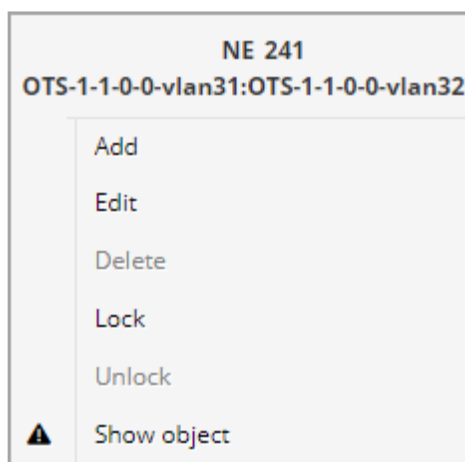 NE 241
OTS-1-1-0-0-vlan31:OTS-1-1-0-0-vlan32
Add
Edit
Delete
Lock
Unlock
Show object